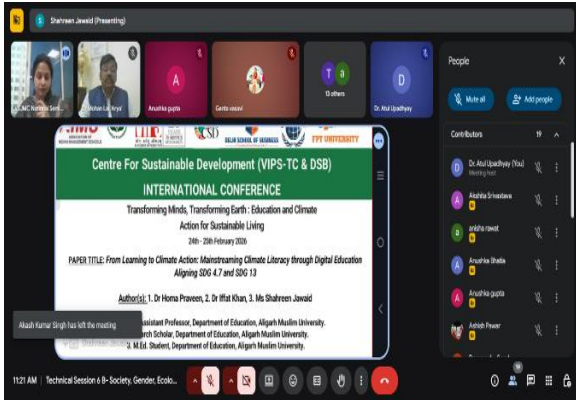 Shahreen Jawaid (Presenting)
Anushka gupta
Geeta vasavi
13 others
Dr. Atul Upadhyay
People
Mute all
Add people
Contributors 19
Dr. Atul Upadhyay (You)
Meeting host
Akshita Srivastava
anisha rawat
Anushka Bhatia
Anushka gupta
Ashish Pawar
DELHI SCHOOL OF BUSINESS
FPT UNIVERSITY
Centre For Sustainable Development (VIPS-TC & DSB)
INTERNATIONAL CONFERENCE
Transforming Minds, Transforming Earth : Education and Climate
Action for Sustainable Living
24th - 25th February 2026
PAPER TITLE: From Learning to Climate Action: Mainstreaming Climate Literacy through Digital Education
Aligning SDG 4.7 and SDG 13
Author(s): 1. Dr Homa Praveen, 2. Dr Iffat Khan, 3. Ms Shahreen Jawaid
Assistant Professor, Department of Education, Aligarh Muslim University.
Scholar, Department of Education, Aligarh Muslim University.
3. M.Ed. Student, Department of Education, Aligarh Muslim University.
Akash Kumar Singh has left the meeting
11:21 AM | Technical Session 6 B- Society, Gender, Ecolo...